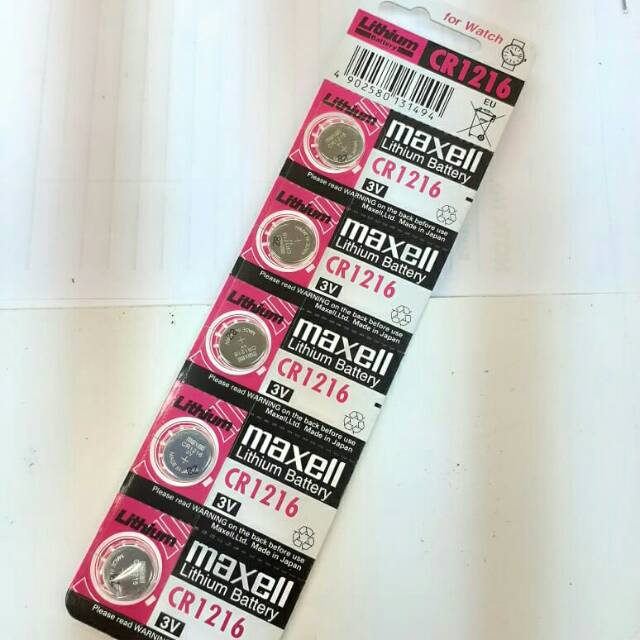 for Watch
Lithium
Battery
CR1216
4 902580 131494
EU
Lithium
maxell
Lithium Battery
CR1216
3V
Please read WARNING on the back before use
Maxell,Ltd. Made in Japan
Lithium
maxell
Lithium Battery
CR1216
3V
Please read WARNING on the back before use
Maxell,Ltd. Made in Japan
Lithium
maxell
Lithium Battery
CR1216
3V
Please read WARNING on the back before use
Maxell,Ltd. Made in Japan
Lithium
maxell
Lithium Battery
CR1216
3V
Please read WARNING on the back before use
Maxell,Ltd. Made in Japan
Lithium
maxell
Lithium Battery
CR1216
3V
Please read WARNING